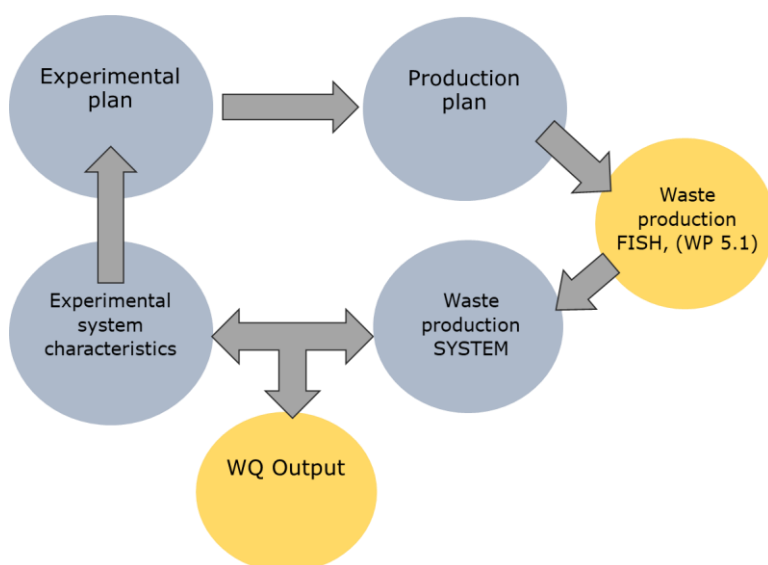 Experimental
plan
Production
plan
Waste
production
FISH, (WP 5.1)
Experimental
system
characteristics
Waste
production
SYSTEM
WQ Output